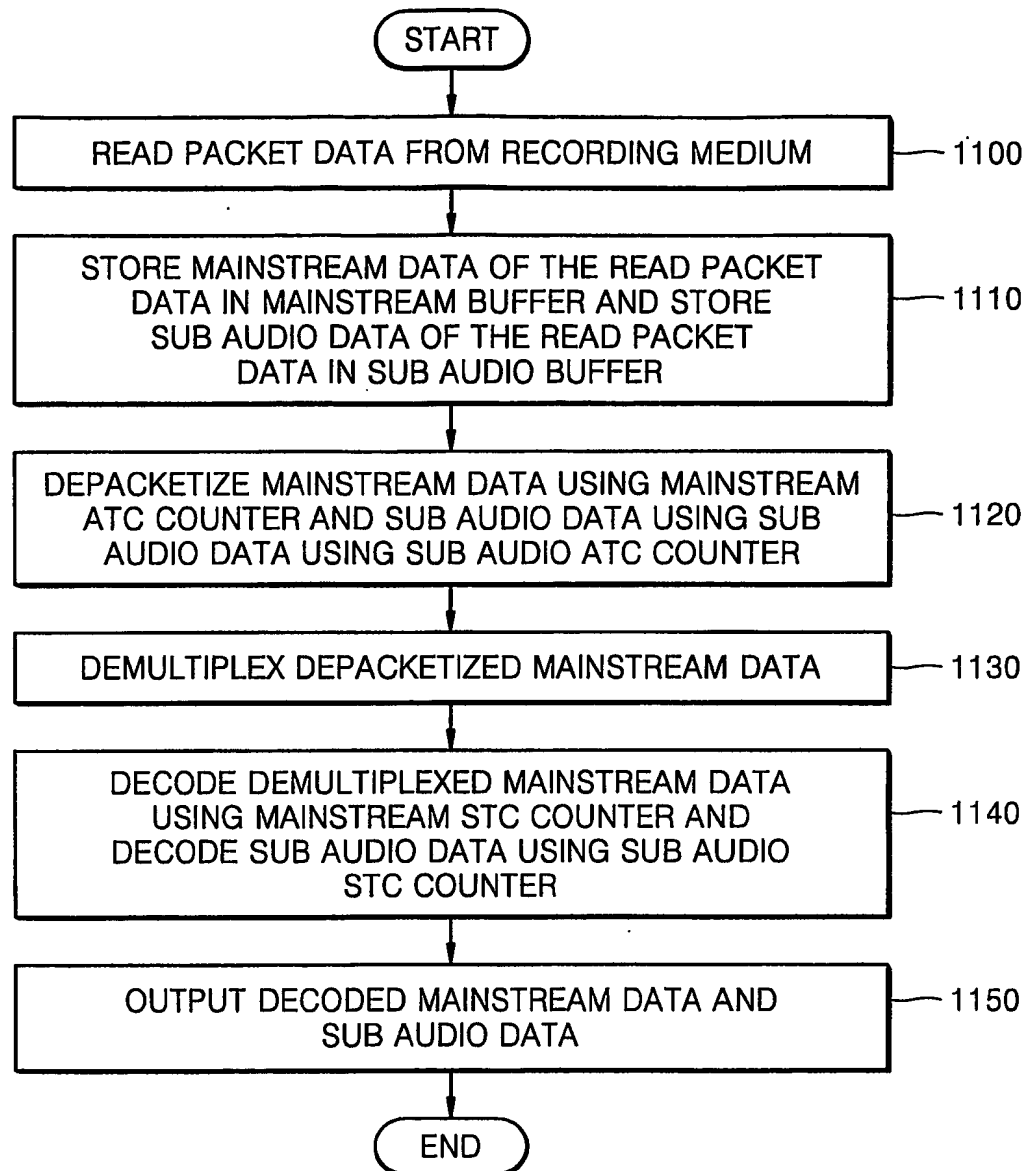 START
READ PACKET DATA FROM RECORDING MEDIUM
1100
STORE MAINSTREAM DATA OF THE READ PACKET
DATA IN MAINSTREAM BUFFER AND STORE
SUB AUDIO DATA OF THE READ PACKET
DATA IN SUB AUDIO BUFFER
1110
DEPACKETIZE MAINSTREAM DATA USING MAINSTREAM
ATC COUNTER AND SUB AUDIO DATA USING SUB
AUDIO DATA USING SUB AUDIO ATC COUNTER
1120
DEMULTIPLEX DEPACKETIZED MAINSTREAM DATA
1130
DECODE DEMULTIPLEXED MAINSTREAM DATA
USING MAINSTREAM STC COUNTER AND
DECODE SUB AUDIO DATA USING SUB AUDIO
STC COUNTER
1140
OUTPUT DECODED MAINSTREAM DATA AND
SUB AUDIO DATA
1150
END